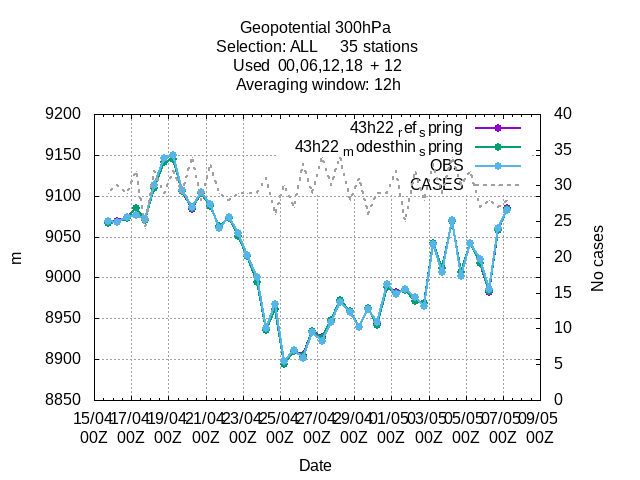 Geopotential 300hPa
Selection: ALL 35 stations
Used 00,06,12,18 + 12
Averaging window: 12h
43h22 ref spring
43h22 modesthin spring
OBS
CASES
9200
9150
9100
9050
9000
8950
8900
8850
40
35
30
25
20
15
10
5
0
m
No cases
15/04 17/04 19/04 21/04 23/04 25/04 27/04 29/04 01/05 03/05 05/05 07/05 09/05
00Z 00Z 00Z 00Z 00Z 00Z 00Z 00Z 00Z 00Z 00Z 00Z 00Z
Date